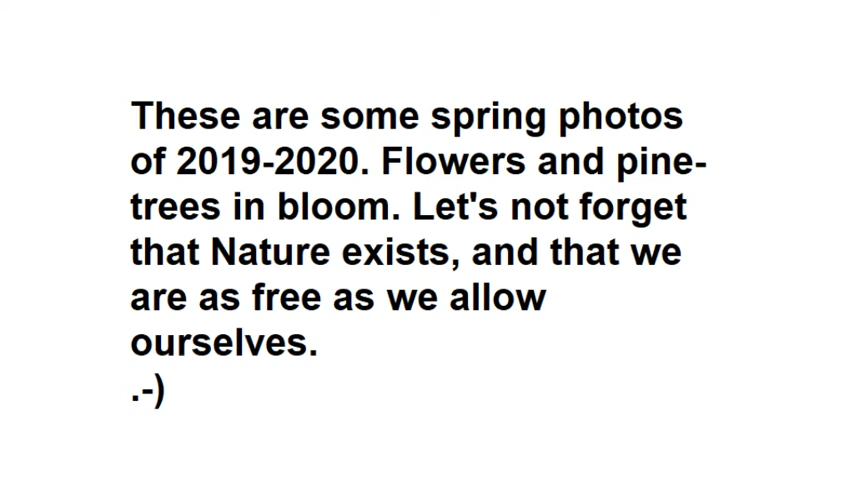 These are some spring photos
of 2019-2020. Flowers and pine-
trees in bloom. Let's not forget
that Nature exists, and that we
are as free as we allow
ourselves.
.-)